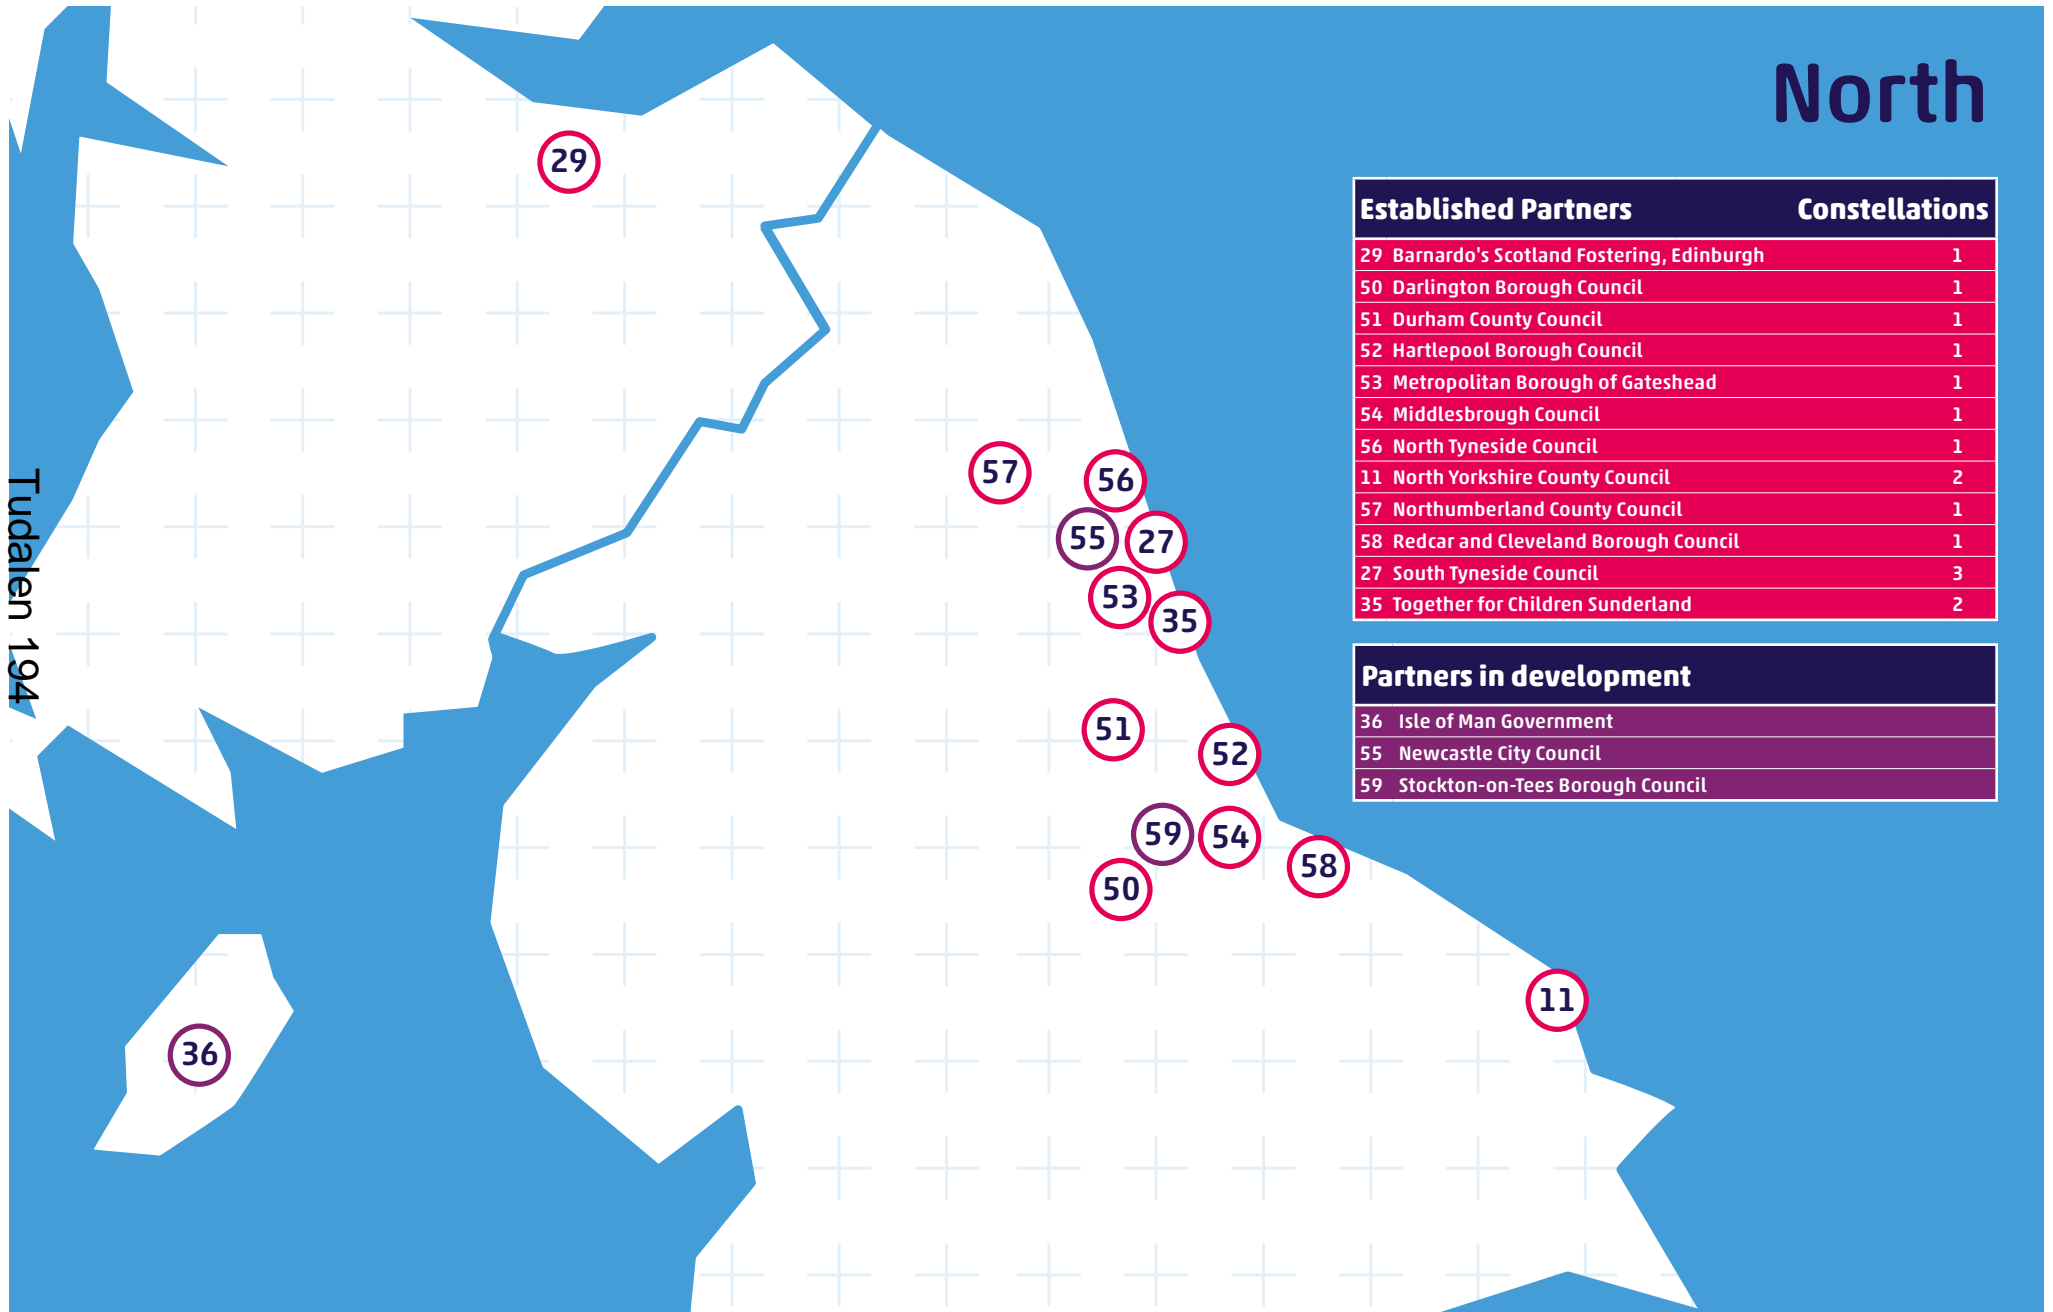 North
Established Partners Constellations
29 Barnardo's Scotland Fostering, Edinburgh 1
50 Darlington Borough Council 1
51 Durham County Council 1
52 Hartlepool Borough Council 1
53 Metropolitan Borough of Gateshead 1
54 Middlesbrough Council 1
56 North Tyneside Council 1
11 North Yorkshire County Council 2
57 Northumberland County Council 1
58 Redcar and Cleveland Borough Council 1
27 South Tyneside Council 3
35 Together for Children Sunderland 2
Partners in development
36 Isle of Man Government
55 Newcastle City Council
59 Stockton-on-Tees Borough Council
29
57
56
55
27
53
35
51
52
59
54
58
50
11
36
Tudalen 194